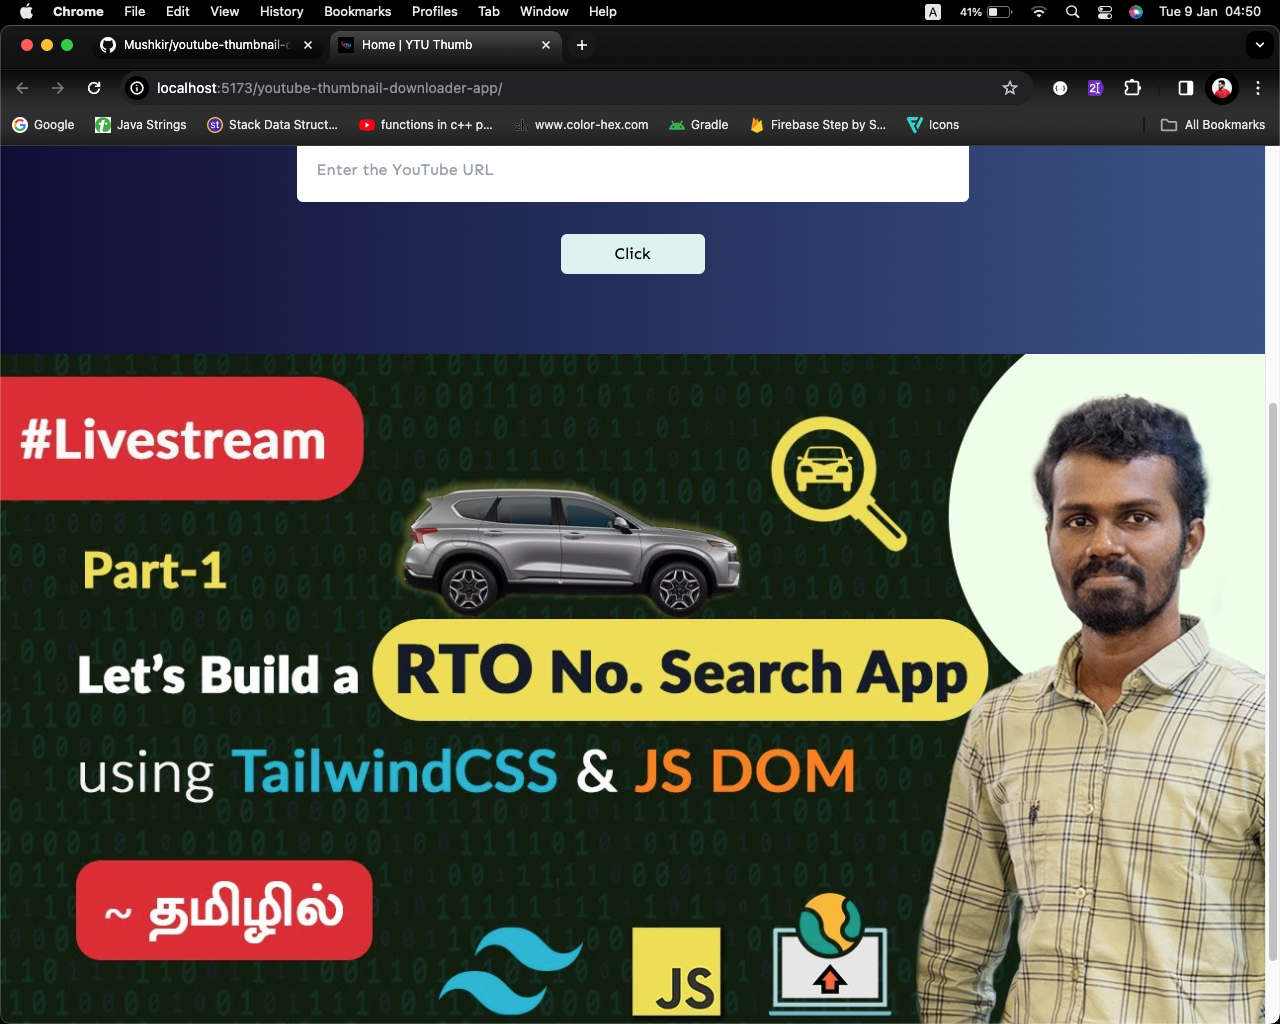 Chrome File Edit View History Bookmarks Profiles Tab Window Help A 41% Tue 9 Jan 04:50
Mushkir/youtube-thumbnail-d Home | YTU Thumb
localhost:5173/youtube-thumbnail-downloader-app/
Google Java Strings Stack Data Struct... functions in c++ p... www.color-hex.com Gradle Firebase Step by S... Icons All Bookmarks
Enter the YouTube URL
Click
#Livestream
Part-1
Let's Build a RTO No. Search App
using TailwindCSS & JS DOM
~ தமிழில்
JS